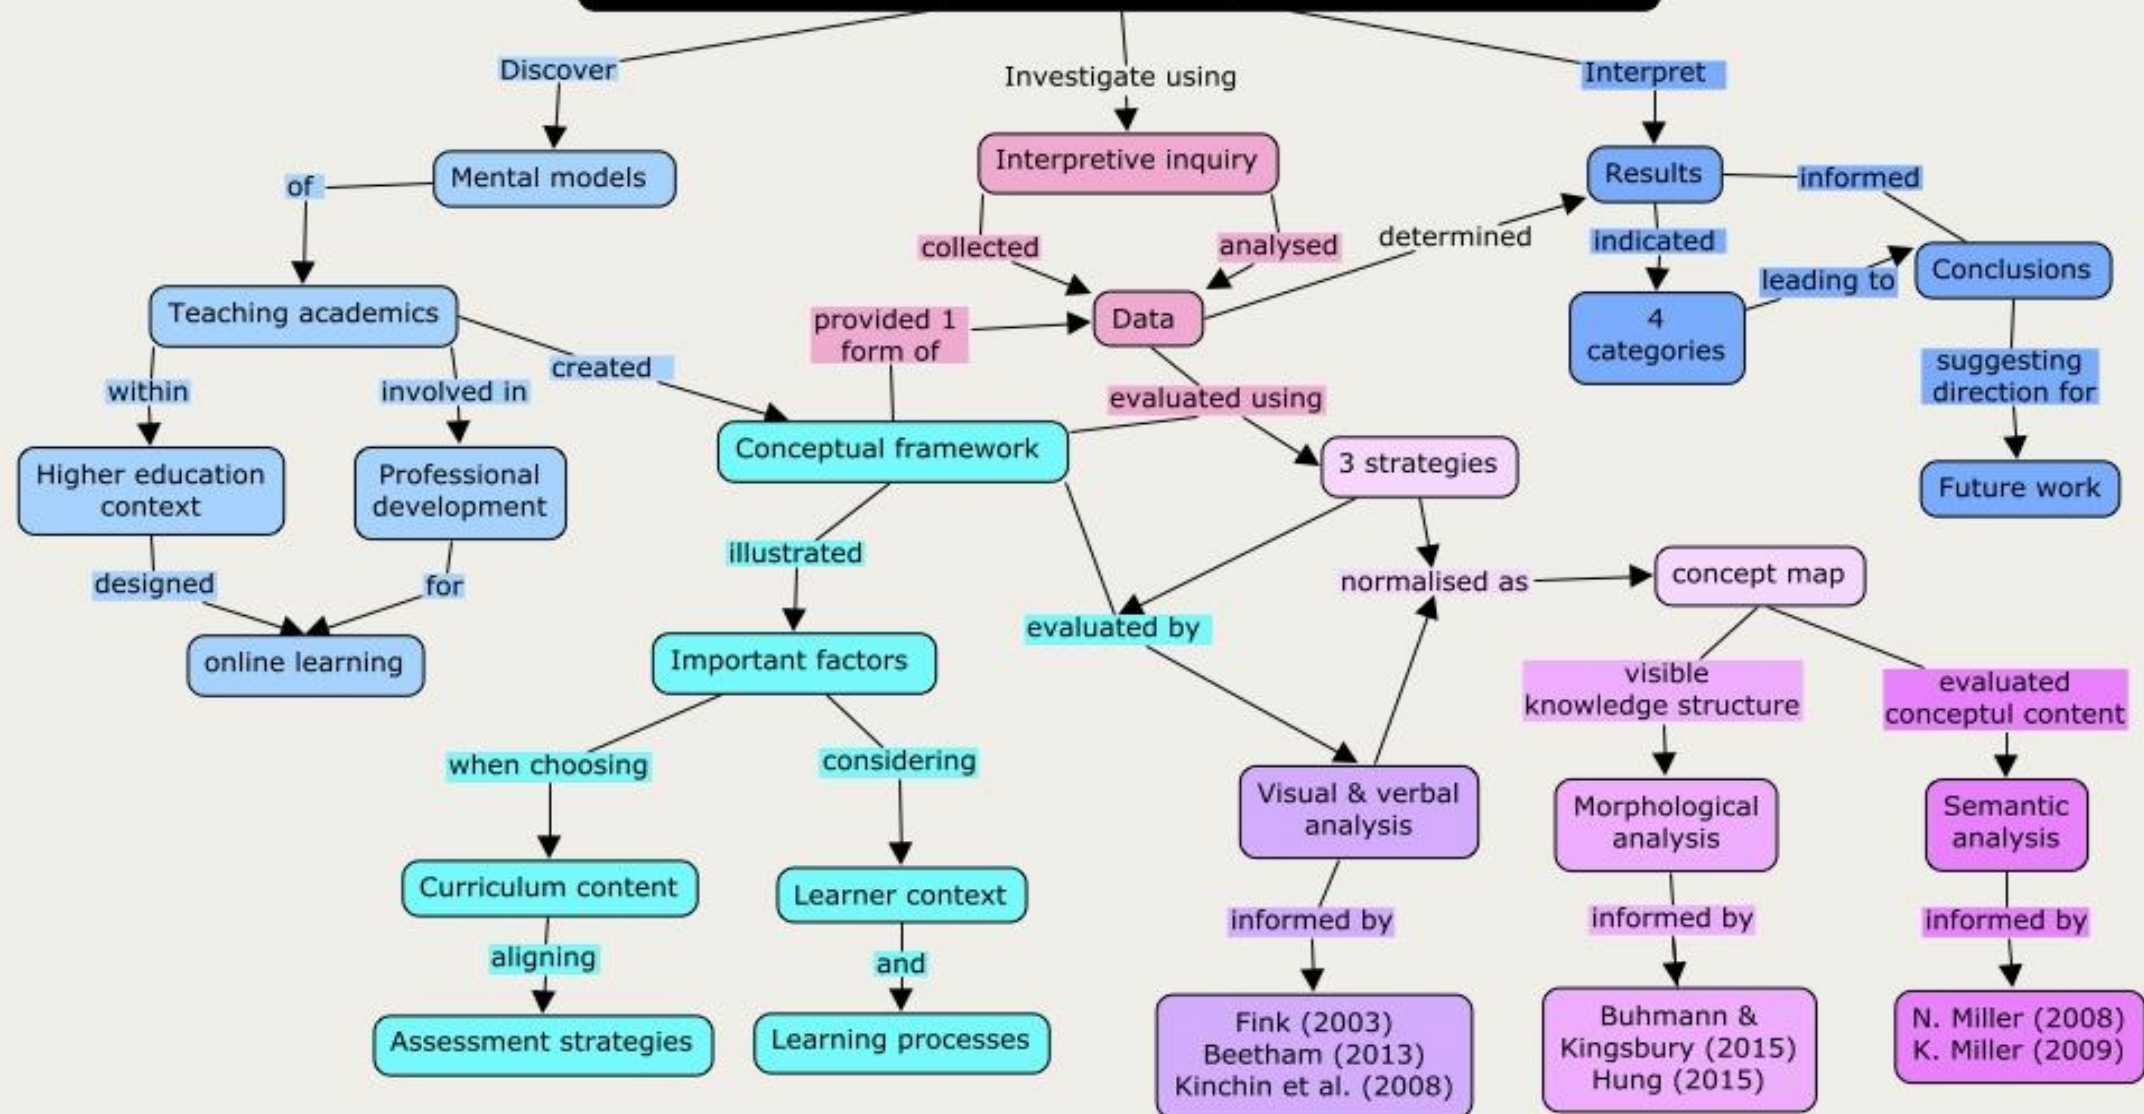 Discover
Investigate using
Interpret
Mental models
of
Interpretive inquiry
Results
informed
collected
analysed
determined
indicated
leading to
Conclusions
Teaching academics
provided 1
form of
Data
4
categories
created
within
involved in
evaluated using
suggesting
direction for
Higher education
context
Professional
development
Conceptual framework
3 strategies
Future work
designed
for
illustrated
normalised as
concept map
online learning
Important factors
evaluated by
visible
knowledge structure
evaluated
conceptul content
when choosing
considering
Visual & verbal
analysis
Morphological
analysis
Semantic
analysis
Curriculum content
Learner context
informed by
informed by
informed by
aligning
and
Assessment strategies
Learning processes
Fink (2003)
Beetham (2013)
Kinchin et al. (2008)
Buhmann &
Kingsbury (2015)
Hung (2015)
N. Miller (2008)
K. Miller (2009)